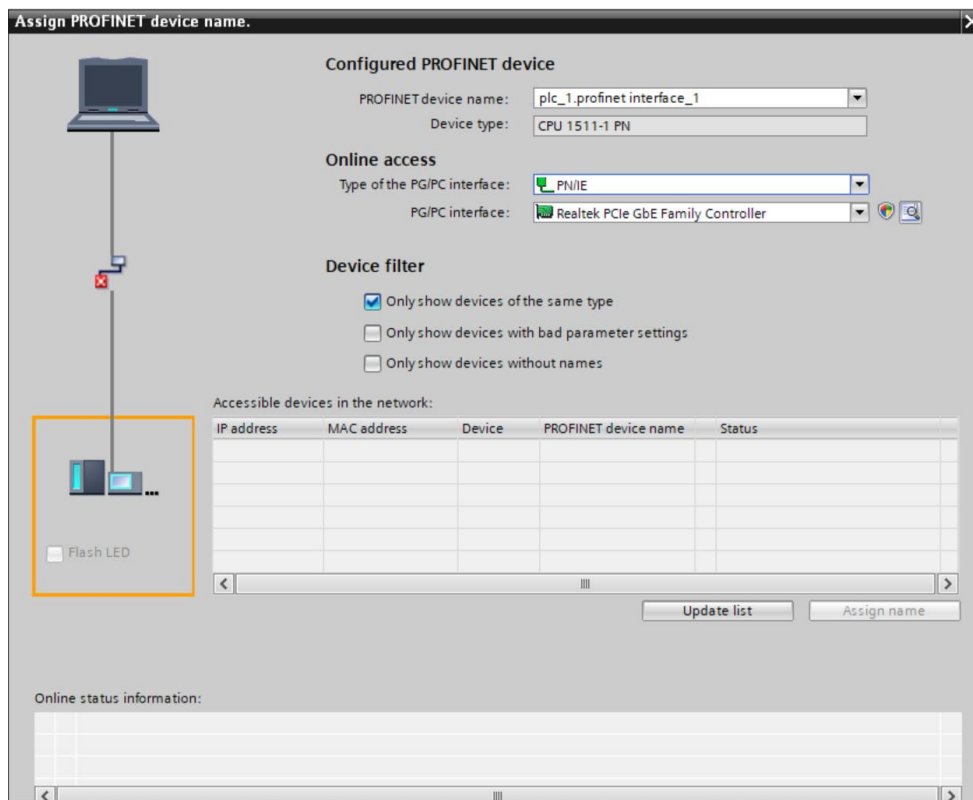 Assign PROFINET device name.
Configured PROFINET device
PROFINET device name: plc_1.profinet interface_1
Device type: CPU 1511-1 PN
Online access
Type of the PG/PC interface: PN/IE
PG/PC interface: Realtek PCIe GbE Family Controller
Device filter
Only show devices of the same type
Only show devices with bad parameter settings
Only show devices without names
Accessible devices in the network:
IP address MAC address Device PROFINET device name Status
Flash LED
Update list Assign name
Online status information: